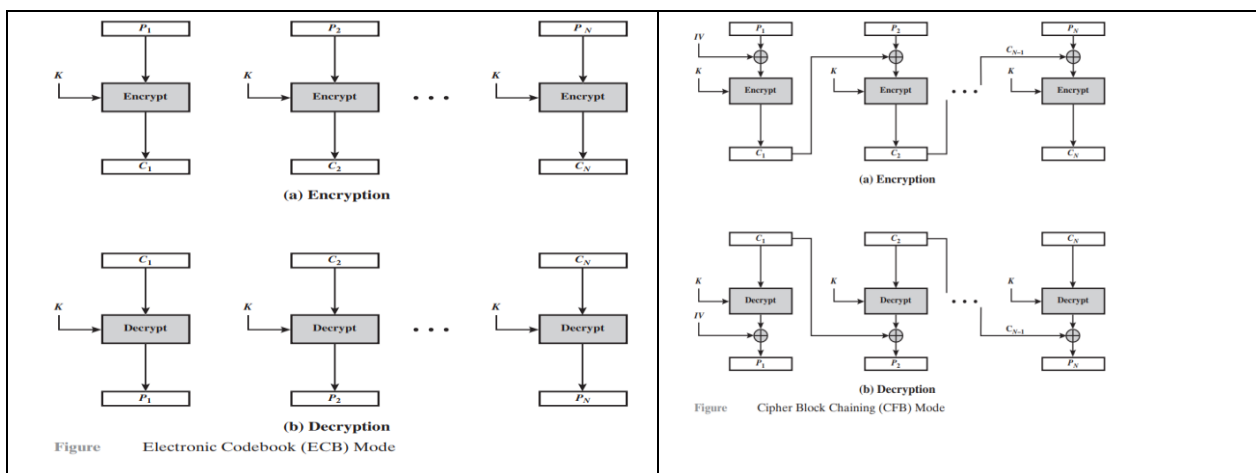 P1 P2 PN
K K K
Encrypt Encrypt • • • Encrypt
C1 C2 CN
(a) Encryption
C1 C2 CN
K K K
Decrypt Decrypt • • • Decrypt
P1 P2 PN
(b) Decryption
Figure Electronic Codebook (ECB) Mode
P1 P2 PN
IV CN–1
K K K
Encrypt Encrypt • • • Encrypt
C1 C2 CN
(a) Encryption
C1 C2 CN
K K K
Decrypt Decrypt • • • Decrypt
IV CN–1
P1 P2 PN
(b) Decryption
Figure Cipher Block Chaining (CFB) Mode